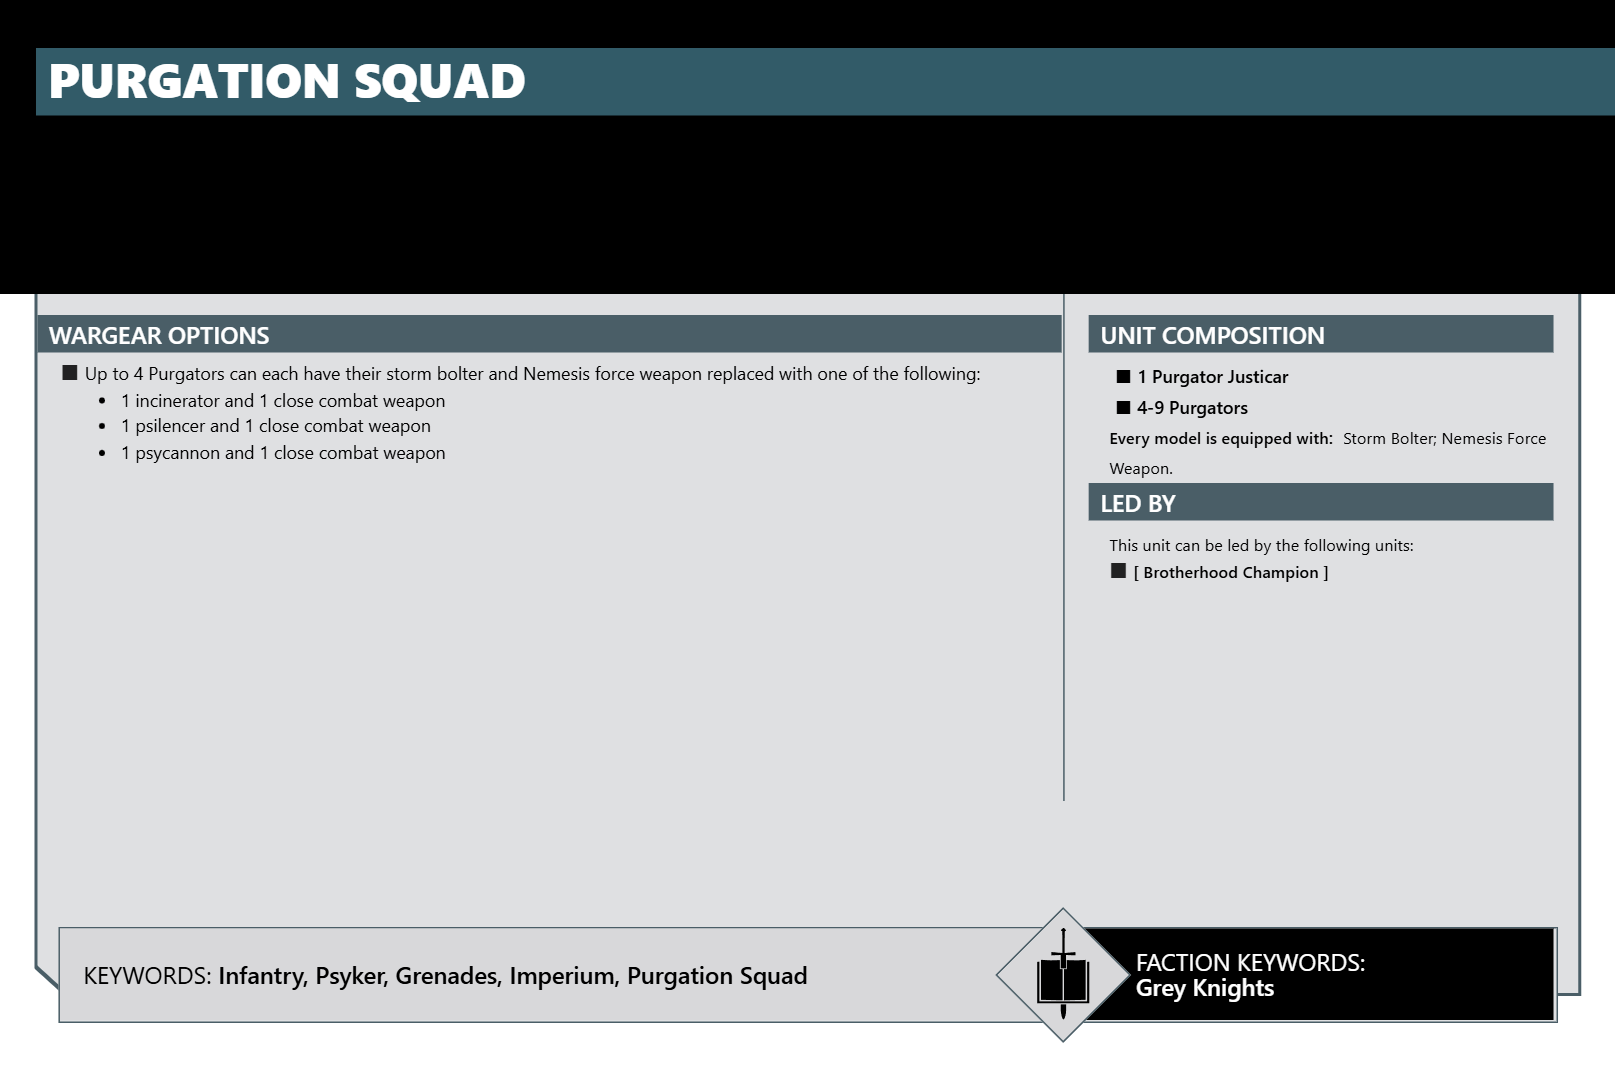 PURGATION SQUAD
WARGEAR OPTIONS
■ Up to 4 Purgators can each have their storm bolter and Nemesis force weapon replaced with one of the following:
• 1 incinerator and 1 close combat weapon
• 1 psilencer and 1 close combat weapon
• 1 psycannon and 1 close combat weapon
UNIT COMPOSITION
■ 1 Purgator Justicar
■ 4-9 Purgators
Every model is equipped with: Storm Bolter; Nemesis Force
Weapon.
LED BY
This unit can be led by the following units:
■ [ Brotherhood Champion ]
KEYWORDS: Infantry, Psyker, Grenades, Imperium, Purgation Squad
FACTION KEYWORDS:
Grey Knights